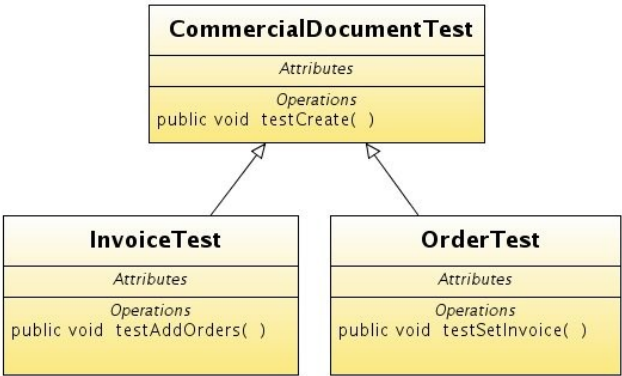 CommercialDocumentTest
Attributes
Operations
public void testCreate( )
InvoiceTest
Attributes
Operations
public void testAddOrders( )
OrderTest
Attributes
Operations
public void testSetInvoice( )